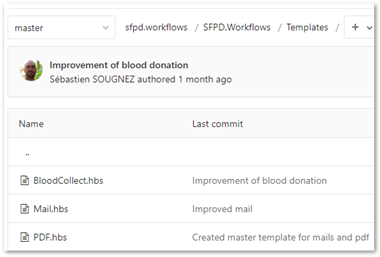 master sfpd.workflows / SFPD.Workflows / Templates / +
Improvement of blood donation
Sébastien SOUGNEZ authored 1 month ago
Name Last commit
..
BloodCollect.hbs Improvement of blood donation
Mail.hbs Improved mail
PDF.hbs Created master template for mails and pdf